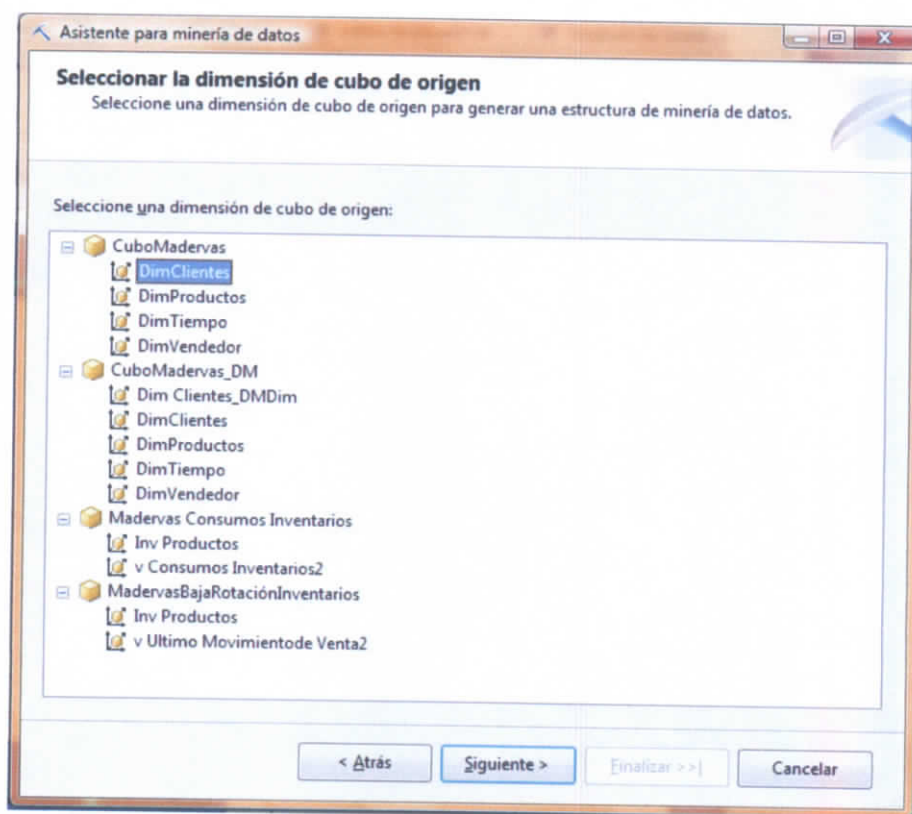 Asistente para minería de datos
Seleccionar la dimensión de cubo de origen
Seleccione una dimensión de cubo de origen para generar una estructura de minería de datos.
Seleccione una dimensión de cubo de origen:
CuboMadervas
DimClientes
DimProductos
DimTiempo
DimVendedor
CuboMadervas_DM
Dim Clientes_DMDim
DimClientes
DimProductos
DimTiempo
DimVendedor
Madervas Consumos Inventarios
Inv Productos
v Consumos Inventarios2
MadervasBajaRotaciónInventarios
Inv Productos
v Ultimo Movimientode Venta2
< Atrás
Siguiente >
Finalizar >>|
Cancelar